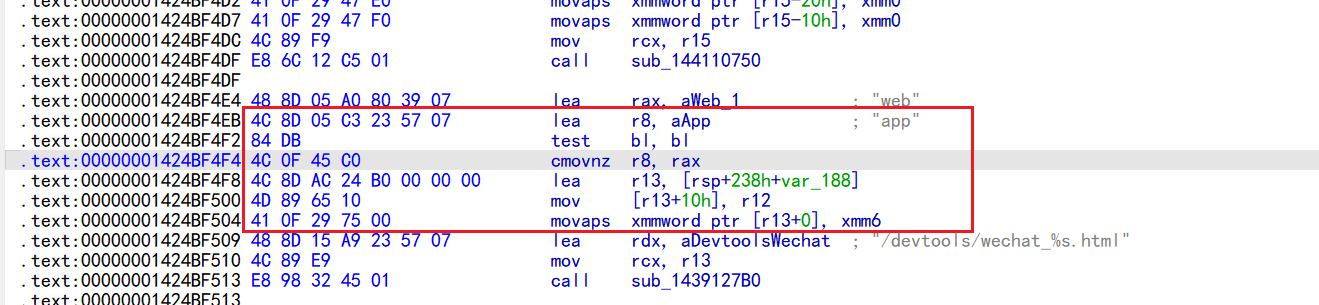 .text:00000001424BF4D2 41 0F 29 47 E0 movaps xmmword ptr [r15-20h], xmm0
.text:00000001424BF4D7 41 0F 29 47 F0 movaps xmmword ptr [r15-10h], xmm0
.text:00000001424BF4DC 4C 89 F9 mov rcx, r15
.text:00000001424BF4DF E8 6C 12 C5 01 call sub_144110750
.text:00000001424BF4DF
.text:00000001424BF4E4 48 8D 05 A0 80 39 07 lea rax, aWeb_1 ; "web"
.text:00000001424BF4EB 4C 8D 05 C3 23 57 07 lea r8, aApp ; "app"
.text:00000001424BF4F2 84 DB test bl, bl
.text:00000001424BF4F4 4C 0F 45 C0 cmovnz r8, rax
.text:00000001424BF4F8 4C 8D AC 24 B0 00 00 00 lea r13, [rsp+238h+var_188]
.text:00000001424BF500 4D 89 65 10 mov [r13+10h], r12
.text:00000001424BF504 41 0F 29 75 00 movaps xmmword ptr [r13+0], xmm6
.text:00000001424BF509 48 8D 15 A9 23 57 07 lea rdx, aDevtoolsWechat ; "/devtools/wechat_%s.html"
.text:00000001424BF510 4C 89 E9 mov rcx, r13
.text:00000001424BF513 E8 98 32 45 01 call sub_1439127B0
.text:00000001424BF513